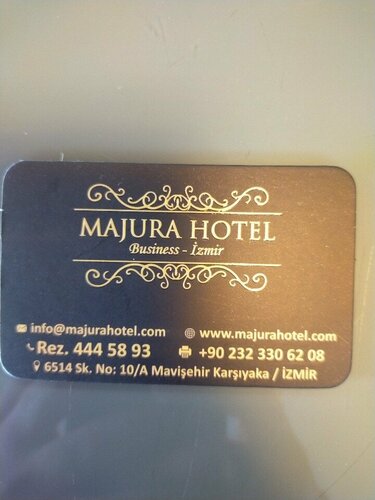 MAJURA HOTEL
Business - İzmir
info@majurahotel.com www.majurahotel.com
Rez. 444 58 93 +90 232 330 62 08
6514 Sk. No: 10/A Mavişehir Karşıyaka / İZMİR